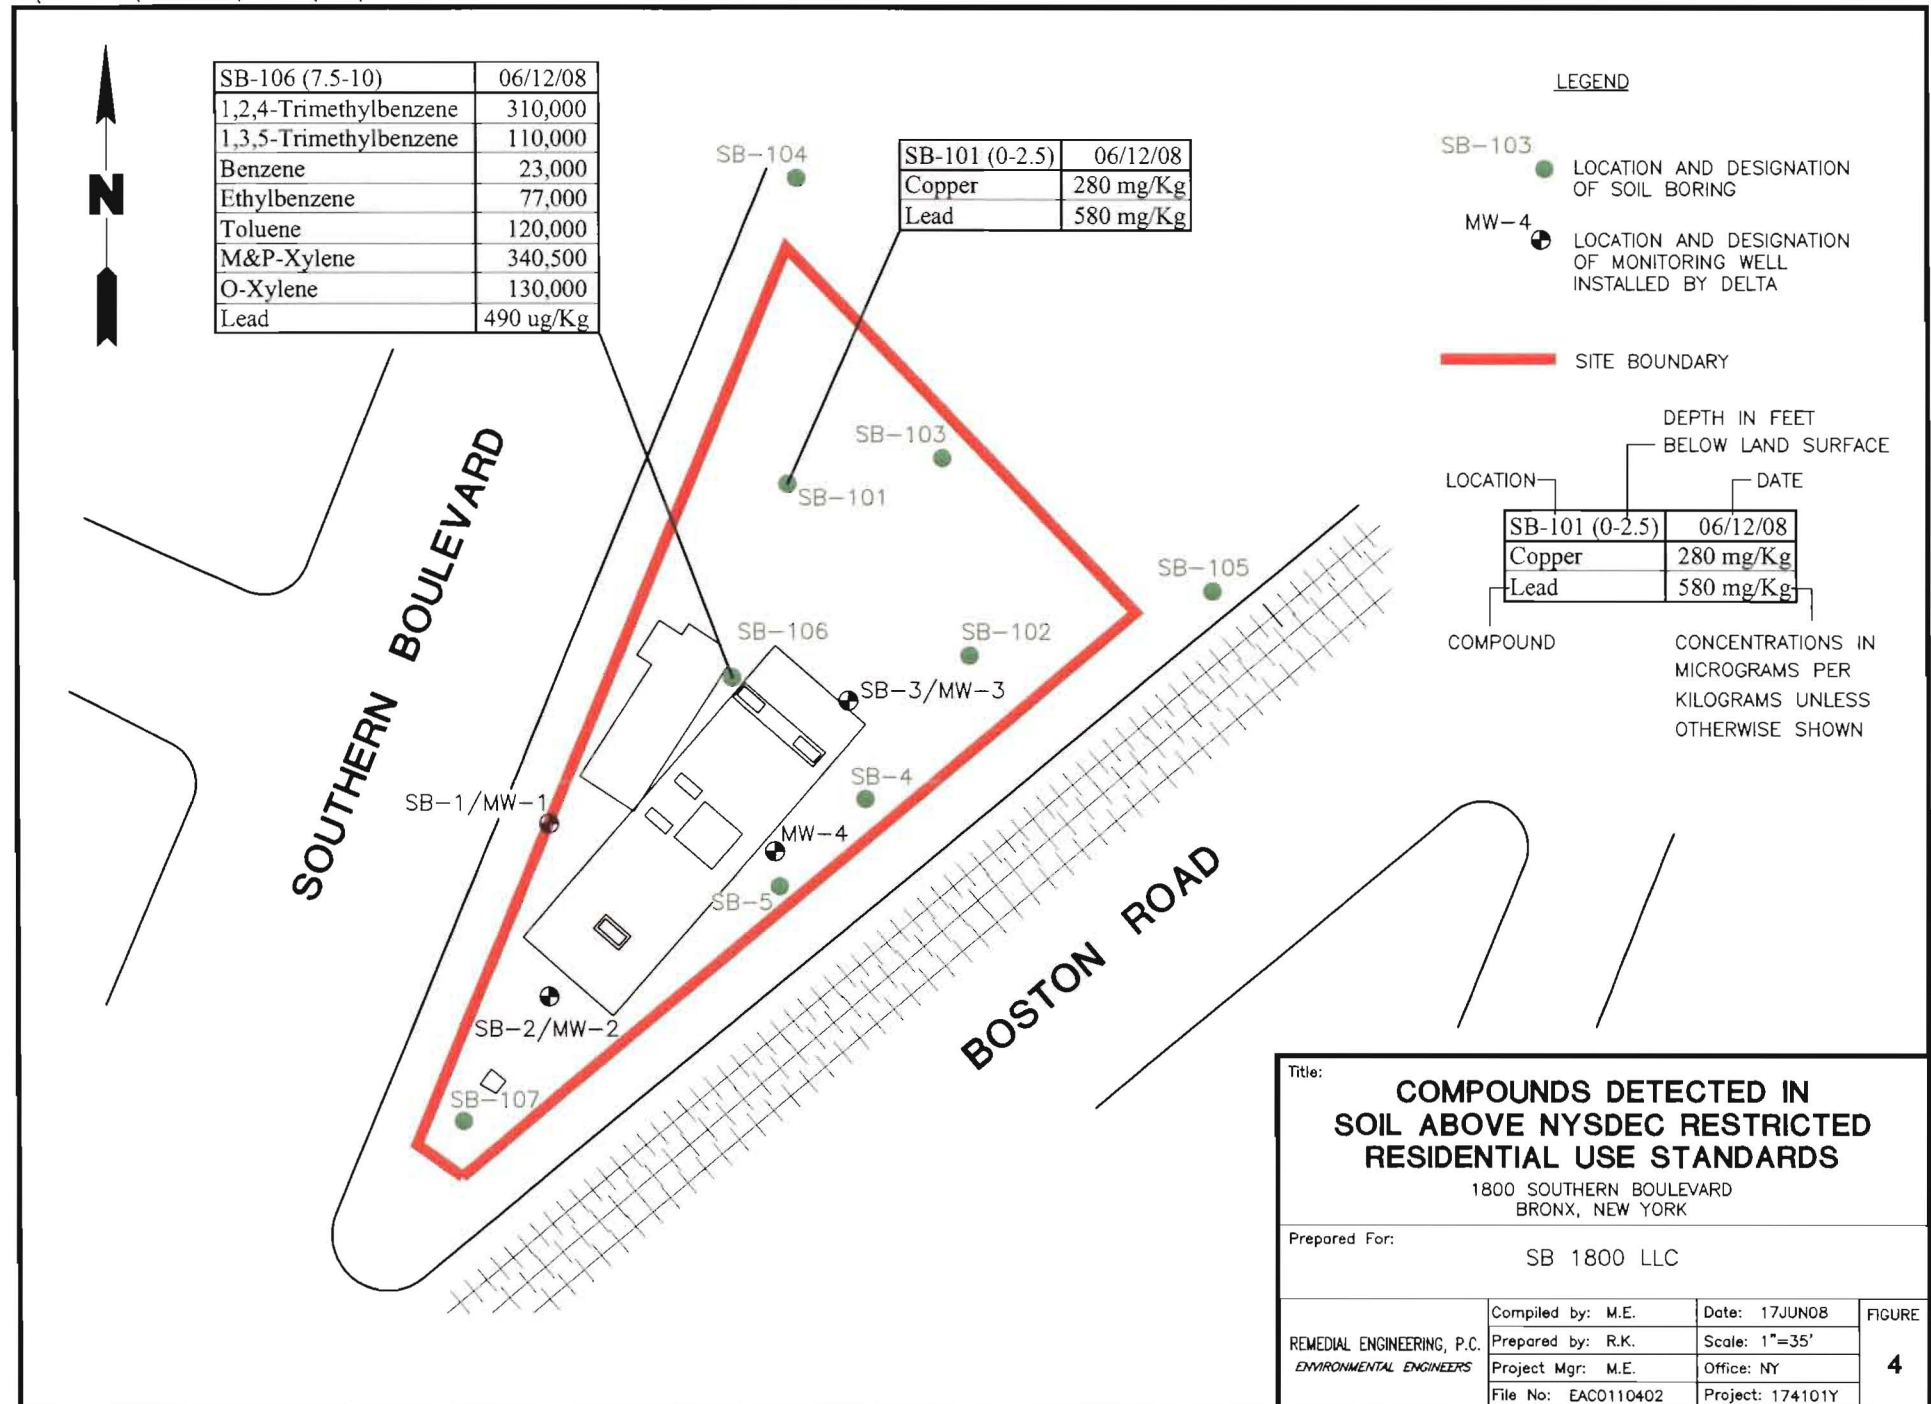 SB-106 (7.5-10) 06/12/08
1,2,4-Trimethylbenzene 310,000
1,3,5-Trimethylbenzene 110,000
Benzene 23,000
Ethylbenzene 77,000
Toluene 120,000
M&P-Xylene 340,500
O-Xylene 130,000
Lead 490 ug/Kg
N
SB-104
SB-101 (0-2.5) 06/12/08
Copper 280 mg/Kg
Lead 580 mg/Kg
LEGEND
SB-103
LOCATION AND DESIGNATION
OF SOIL BORING
MW-4
LOCATION AND DESIGNATION
OF MONITORING WELL
INSTALLED BY DELTA
SITE BOUNDARY
DEPTH IN FEET
BELOW LAND SURFACE
LOCATION
DATE
SB-101 (0-2.5) 06/12/08
Copper 280 mg/Kg
Lead 580 mg/Kg
COMPOUND
CONCENTRATIONS IN
MICROGRAMS PER
KILOGRAMS UNLESS
OTHERWISE SHOWN
SB-103
SB-101
SB-105
SB-106
SB-102
SB-3/MW-3
SB-4
SB-1/MW-1
MW-4
SB-5
SB-2/MW-2
SB-107
SOUTHERN BOULEVARD
BOSTON ROAD
Title:
COMPOUNDS DETECTED IN
SOIL ABOVE NYSDEC RESTRICTED
RESIDENTIAL USE STANDARDS
1800 SOUTHERN BOULEVARD
BRONX, NEW YORK
Prepared For:
SB 1800 LLC
REMEDIAL ENGINEERING, P.C.
ENVIRONMENTAL ENGINEERS
Compiled by: M.E. Date: 17JUN08
Prepared by: R.K. Scale: 1"=35'
Project Mgr: M.E. Office: NY
File No: EAC0110402 Project: 174101Y
FIGURE
4